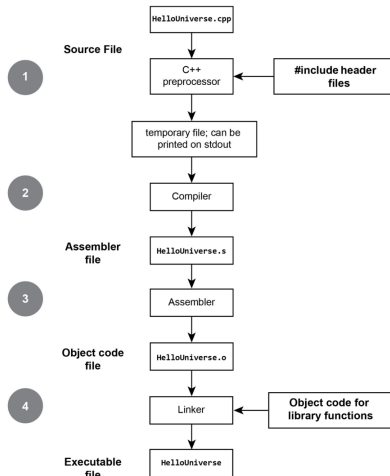 HelloUniverse.cpp
Source File
1
C++
preprocessor
#include header
files
temporary file; can be
printed on stdout
2
Compiler
Assembler
file
HelloUniverse.s
3
Assembler
Object code
file
HelloUniverse.o
4
Linker
Object code for
library functions
Executable
file
HelloUniverse